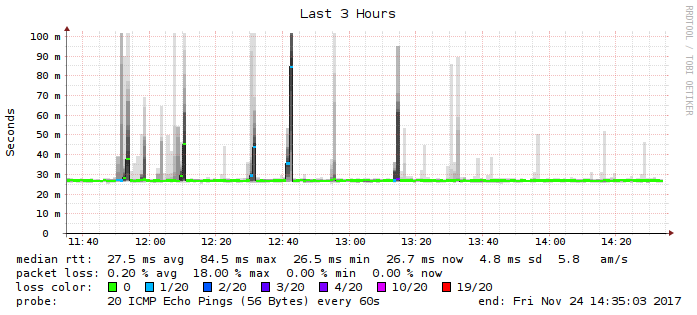 Last 3 Hours
RRDTOOL / TOBI OETIKER
Seconds
100 m
90 m
80 m
70 m
60 m
50 m
40 m
30 m
20 m
10 m
0
11:40 12:00 12:20 12:40 13:00 13:20 13:40 14:00 14:20
median rtt: 27.5 ms avg 84.5 ms max 26.5 ms min 26.7 ms now 4.8 ms sd 5.8 am/s
packet loss: 0.20 % avg 18.00 % max 0.00 % min 0.00 % now
loss color: 0 1/20 2/20 3/20 4/20 10/20 19/20
probe: 20 ICMP Echo Pings (56 Bytes) every 60s end: Fri Nov 24 14:35:03 2017